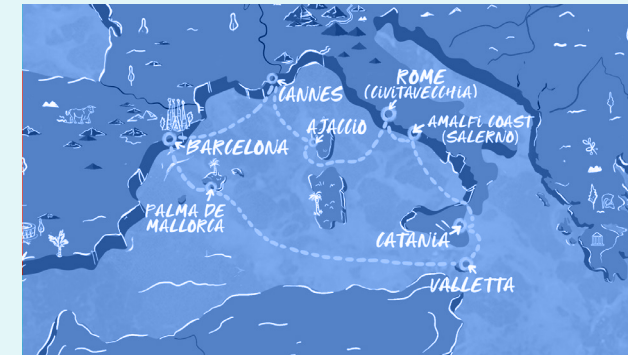 ROME
(CIVITAVECCHIA)
CANNES
AJACCIO
AMALFI COAST
(SALERNO)
BARCELONA
PALMA DE
MALLORCA
CATANIA
VALLETTA